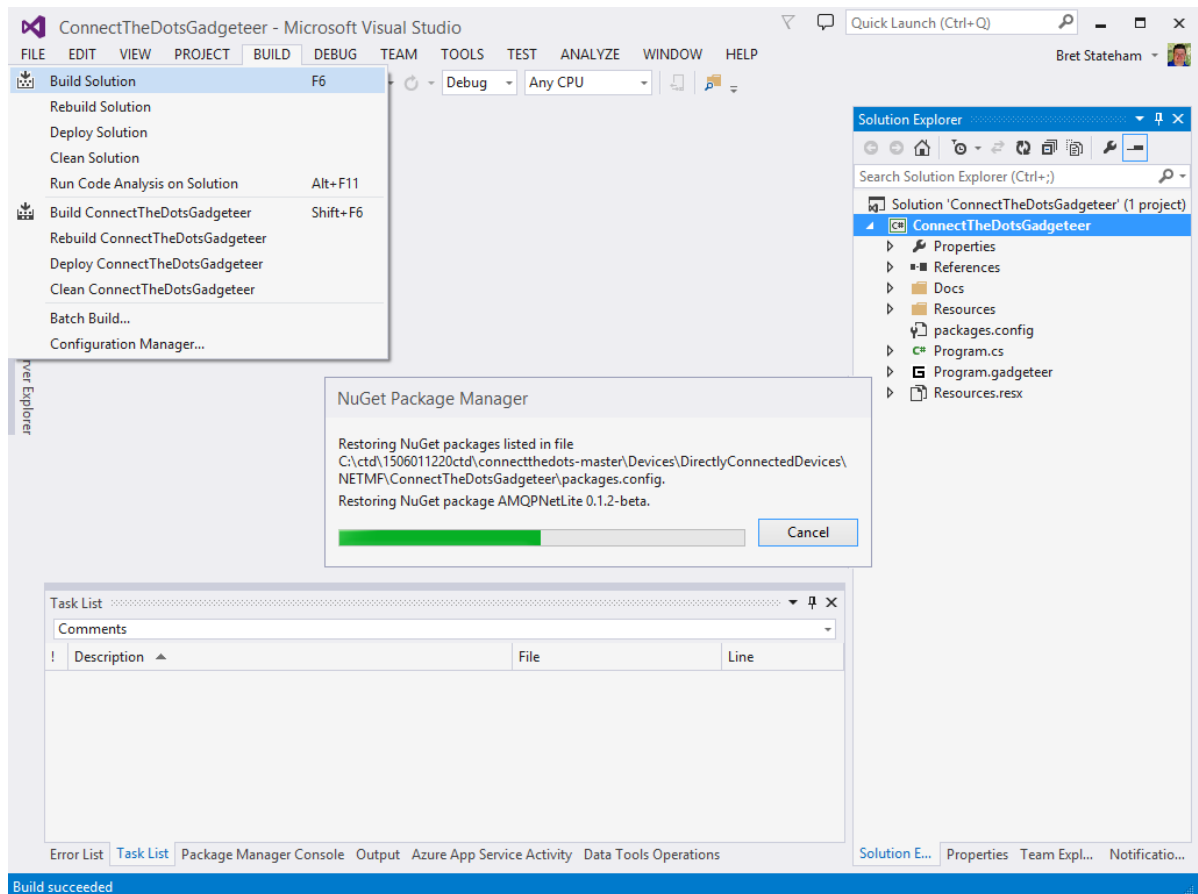 ConnectTheDotsGadgeteer - Microsoft Visual Studio
Quick Launch (Ctrl+Q)
FILE EDIT VIEW PROJECT BUILD DEBUG TEAM TOOLS TEST ANALYZE WINDOW HELP
Bret Stateham
Build Solution F6
Debug
Any CPU
Rebuild Solution
Deploy Solution
Clean Solution
Run Code Analysis on Solution Alt+F11
Build ConnectTheDotsGadgeteer Shift+F6
Rebuild ConnectTheDotsGadgeteer
Deploy ConnectTheDotsGadgeteer
Clean ConnectTheDotsGadgeteer
Batch Build...
Configuration Manager...
Explorer
Solution Explorer
Search Solution Explorer (Ctrl+;)
Solution 'ConnectTheDotsGadgeteer' (1 project)
C# ConnectTheDotsGadgeteer
Properties
References
Docs
Resources
packages.config
C# Program.cs
G Program.gadgeteer
Resources.resx
NuGet Package Manager
Restoring NuGet packages listed in file
C:\ctd\1506011220ctd\connectthedots-master\Devices\DirectlyConnectedDevices\
NETMF\ConnectTheDotsGadgeteer\packages.config.
Restoring NuGet package AMQPNetLite 0.1.2-beta.
Cancel
Task List
Comments
! Description File Line
Error List Task List Package Manager Console Output Azure App Service Activity Data Tools Operations
Solution E... Properties Team Expl... Notificatio...
Build succeeded